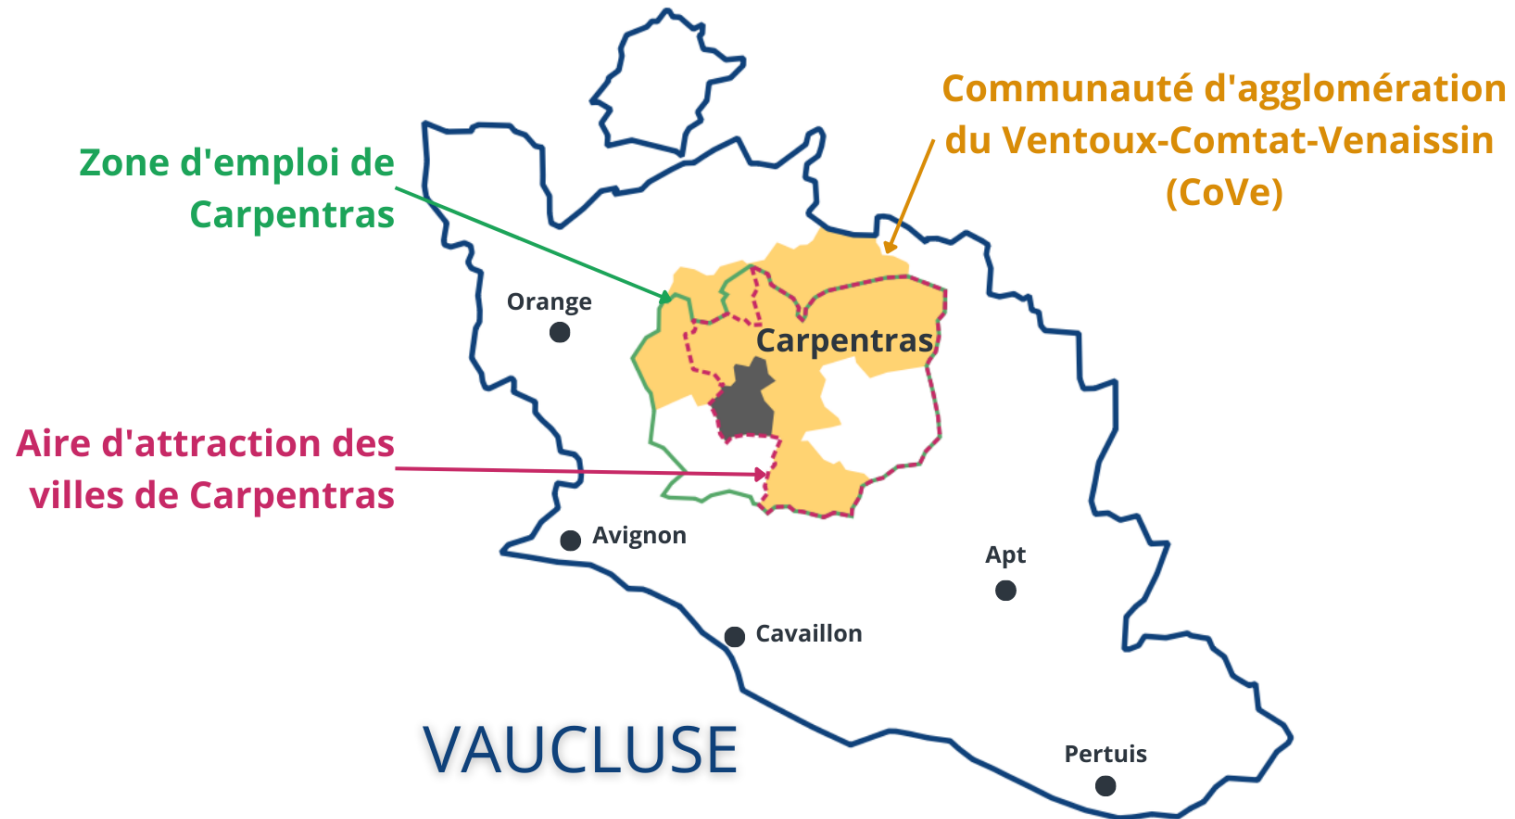 Communauté d'agglomération
du Ventoux-Comtat-Venaissin
(CoVe)
Zone d'emploi de
Carpentras
Orange
Carpentras
Aire d'attraction des
villes de Carpentras
Avignon
Apt
Cavaillon
VAUCLUSE
Pertuis